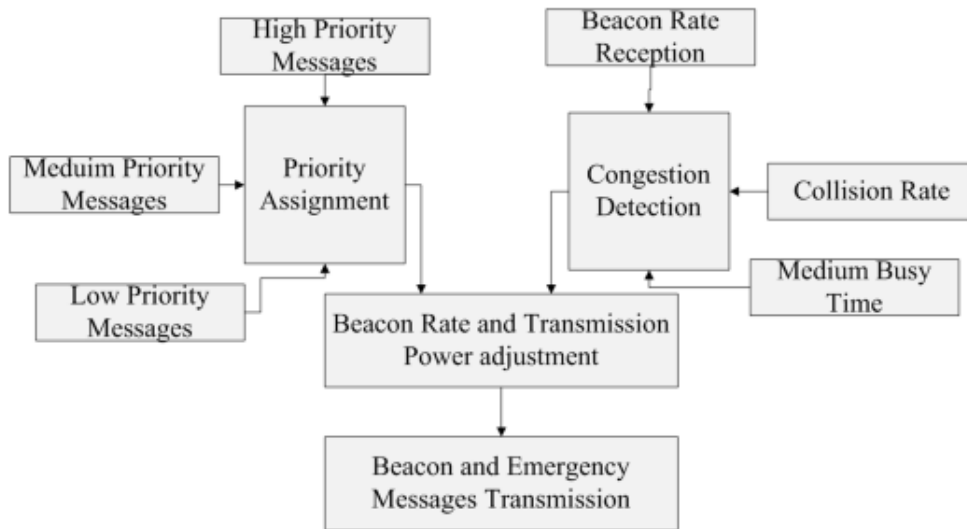 High Priority
Messages
Beacon Rate
Reception
Meduim Priority
Messages
Priority
Assignment
Congestion
Detection
Collision Rate
Low Priority
Messages
Medium Busy
Time
Beacon Rate and Transmission
Power adjustment
Beacon and Emergency
Messages Transmission